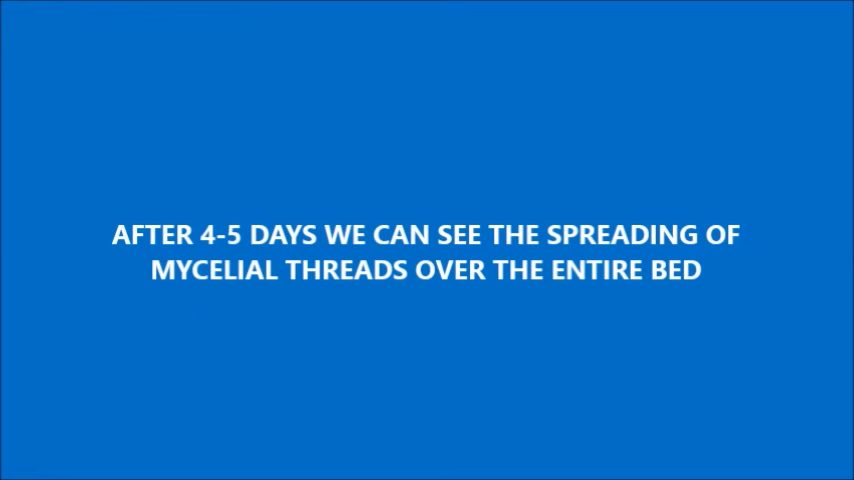 AFTER 4-5 DAYS WE CAN SEE THE SPREADING OF
MYCELIAL THREADS OVER THE ENTIRE BED